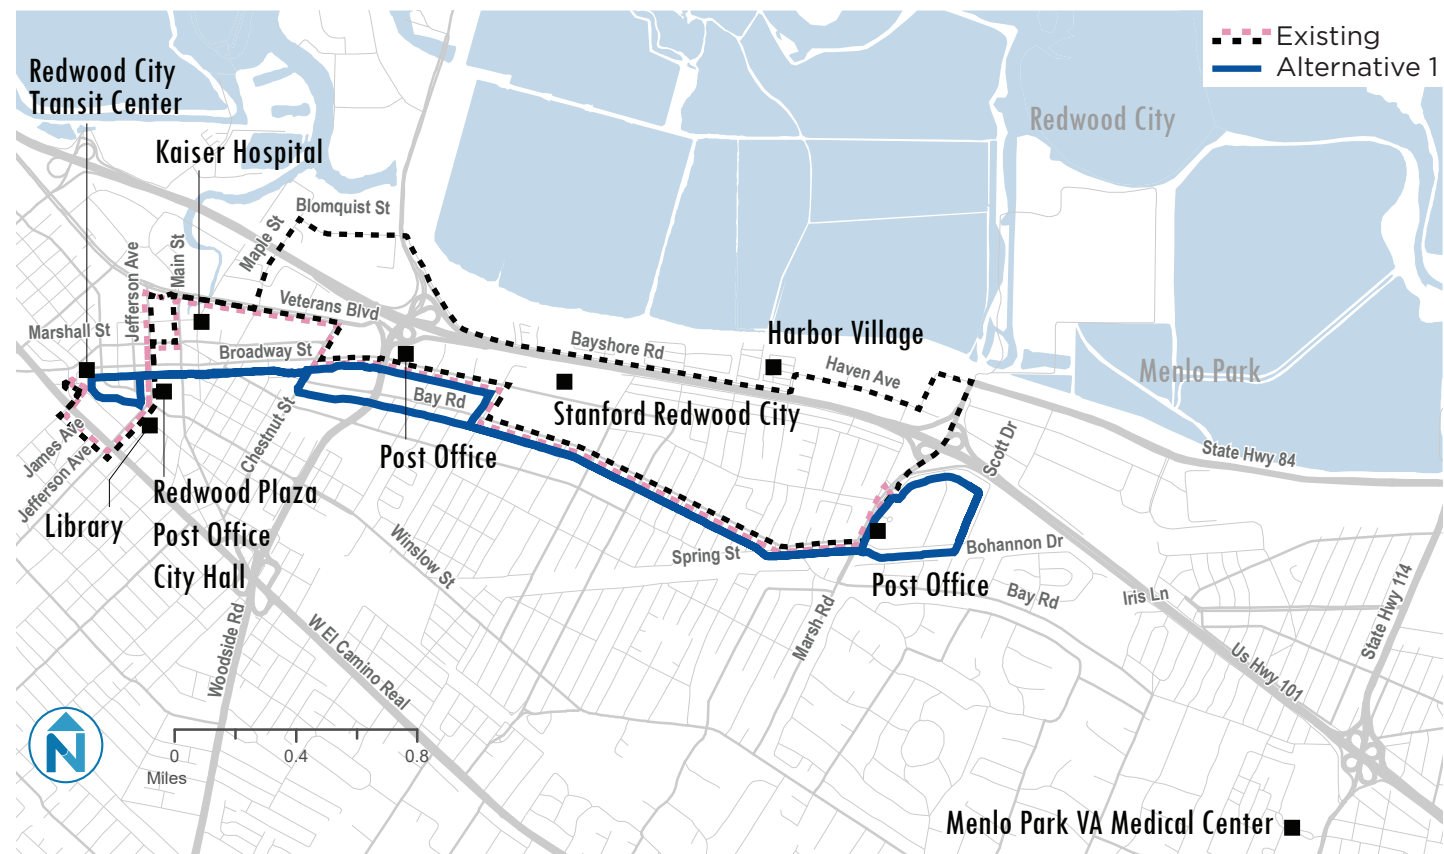 Existing
Alternative 1
Redwood City
Transit Center
Kaiser Hospital
Redwood City
Blomquist St
Maple St
Main St
Jefferson Ave
Veterans Blvd
Marshall St
Broadway St
Bayshore Rd
Harbor Village
Haven Ave
Menlo Park
Bay Rd
Stanford Redwood City
Chestnut St
James Ave
Jefferson Ave
Post Office
Scott Dr
State Hwy 84
Library
Redwood Plaza
Post Office
City Hall
Winslow St
Spring St
Bohannon Dr
Post Office
Bay Rd
Iris Ln
State Hwy 114
Marsh Rd
Woodside Rd
W El Camino Real
Us Hwy 101
N
0
0.4
0.8
Miles
Menlo Park VA Medical Center